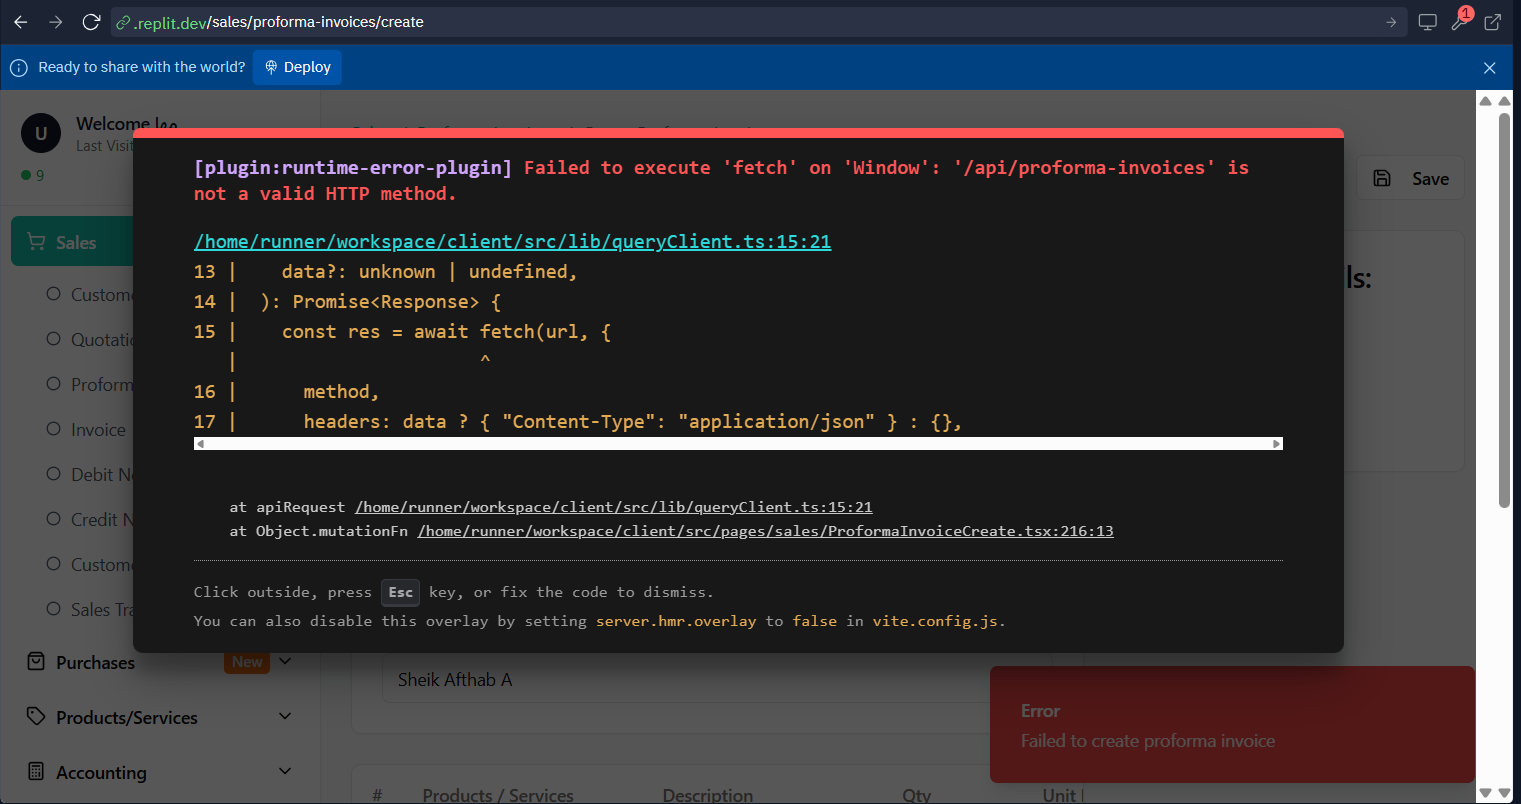 .replit.dev/sales/proforma-invoices/create
1
Ready to share with the world?
Deploy
U
Welcome
Last Visit
9
Save
[plugin:runtime-error-plugin] Failed to execute 'fetch' on 'Window': '/api/proforma-invoices' is
not a valid HTTP method.
/home/runner/workspace/client/src/lib/queryClient.ts:15:21
13 |    data?: unknown | undefined,
14 |  ): Promise<Response> {
15 |    const res = await fetch(url, {
|                      ^
16 |      method,
17 |      headers: data ? { "Content-Type": "application/json" } : {},
at apiRequest /home/runner/workspace/client/src/lib/queryClient.ts:15:21
at Object.mutationFn /home/runner/workspace/client/src/pages/sales/ProformaInvoiceCreate.tsx:216:13
Click outside, press Esc key, or fix the code to dismiss.
You can also disable this overlay by setting server.hmr.overlay to false in vite.config.js.
Sales
Custome
Quotatio
Proform
Invoice
Debit No
Credit N
Custome
Sales Tra
Purchases
New
Products/Services
Accounting
ls:
Sheik Afthab A
Error
Failed to create proforma invoice
# Products / Services Description Qty Unit